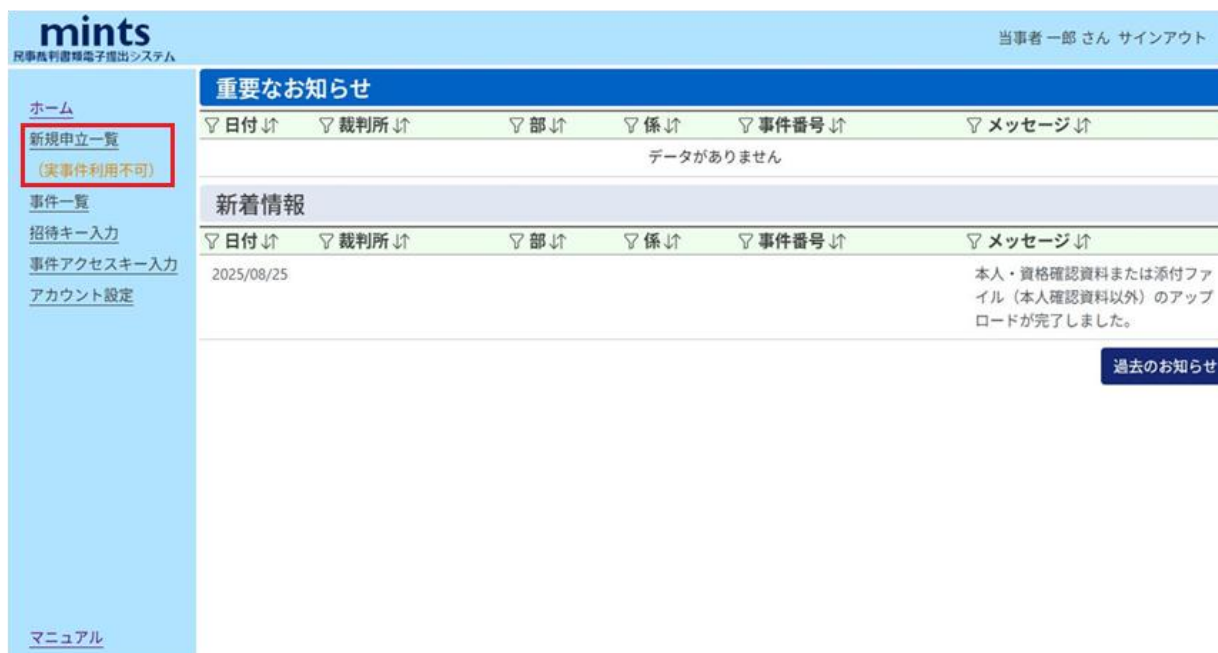 mints
民事裁判書類電子提出システム
当事者 一郎 さん サインアウト
ホーム
新規申立一覧
（実事件利用不可）
事件一覧
招待キー入力
事件アクセスキー入力
アカウント設定
マニュアル
重要なお知らせ
日付 裁判所 部 係 事件番号 メッセージ
データがありません
新着情報
日付 裁判所 部 係 事件番号 メッセージ
2025/08/25 本人・資格確認資料または添付ファ
イル（本人確認資料以外）のアップ
ロードが完了しました。
過去のお知らせ